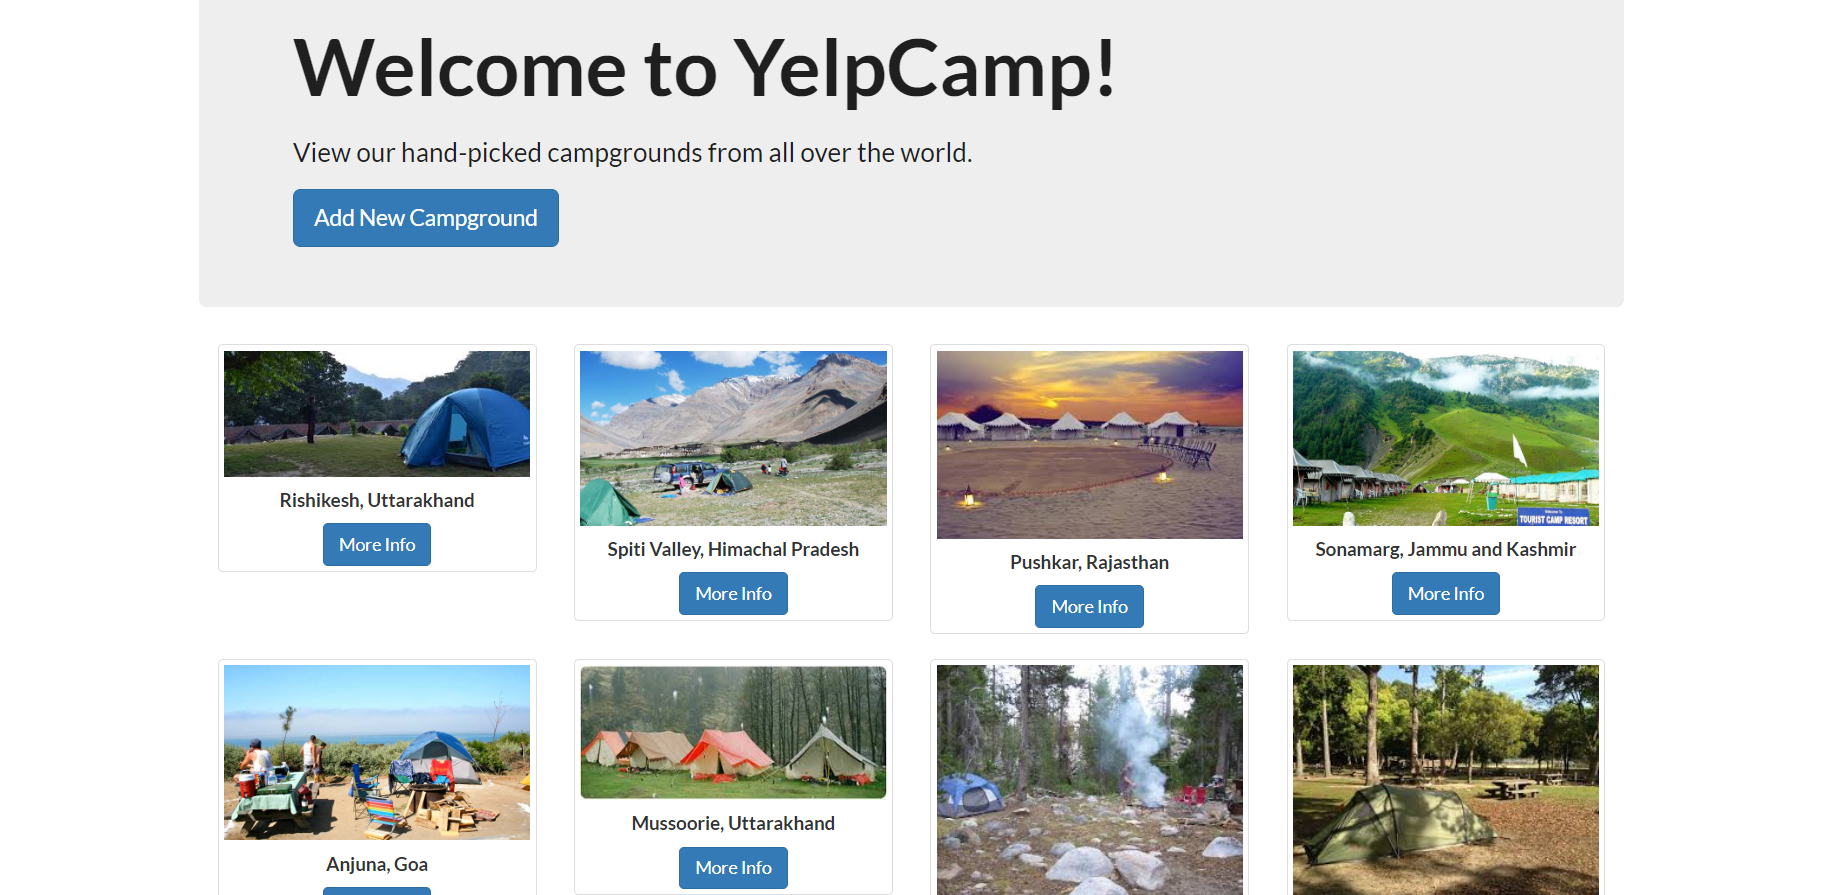 Welcome to YelpCamp!
View our hand-picked campgrounds from all over the world.
Add New Campground
Rishikesh, Uttarakhand
More Info
Spiti Valley, Himachal Pradesh
More Info
Pushkar, Rajasthan
More Info
Welcome To
TOURIST CAMP RESORT
Sonamarg, Jammu and Kashmir
More Info
Anjuna, Goa
Mussoorie, Uttarakhand
More Info